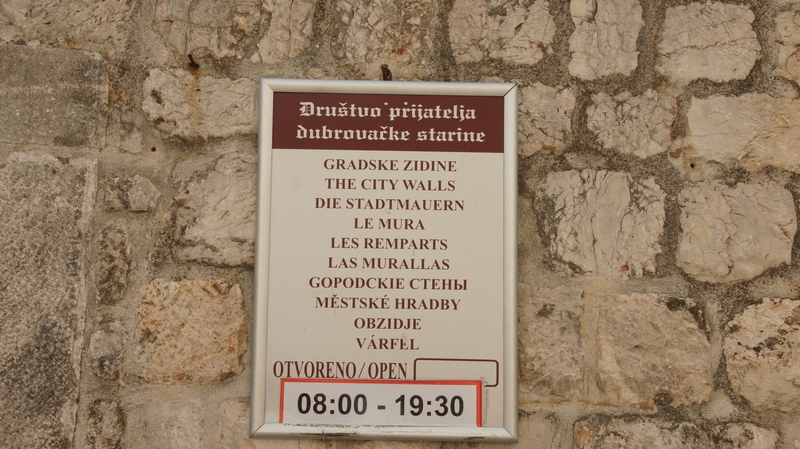 Društvo prijatelja
dubrovačke starine
GRADSKE ZIDINE
THE CITY WALLS
DIE STADTMAUERN
LE MURA
LES REMPARTS
LAS MURALLAS
GOPODCKIE CTEHЫ
MĚSTSKÉ HRADBY
OBZIDJE
VÁRFEL
OTVORENO/OPEN
08:00 - 19:30